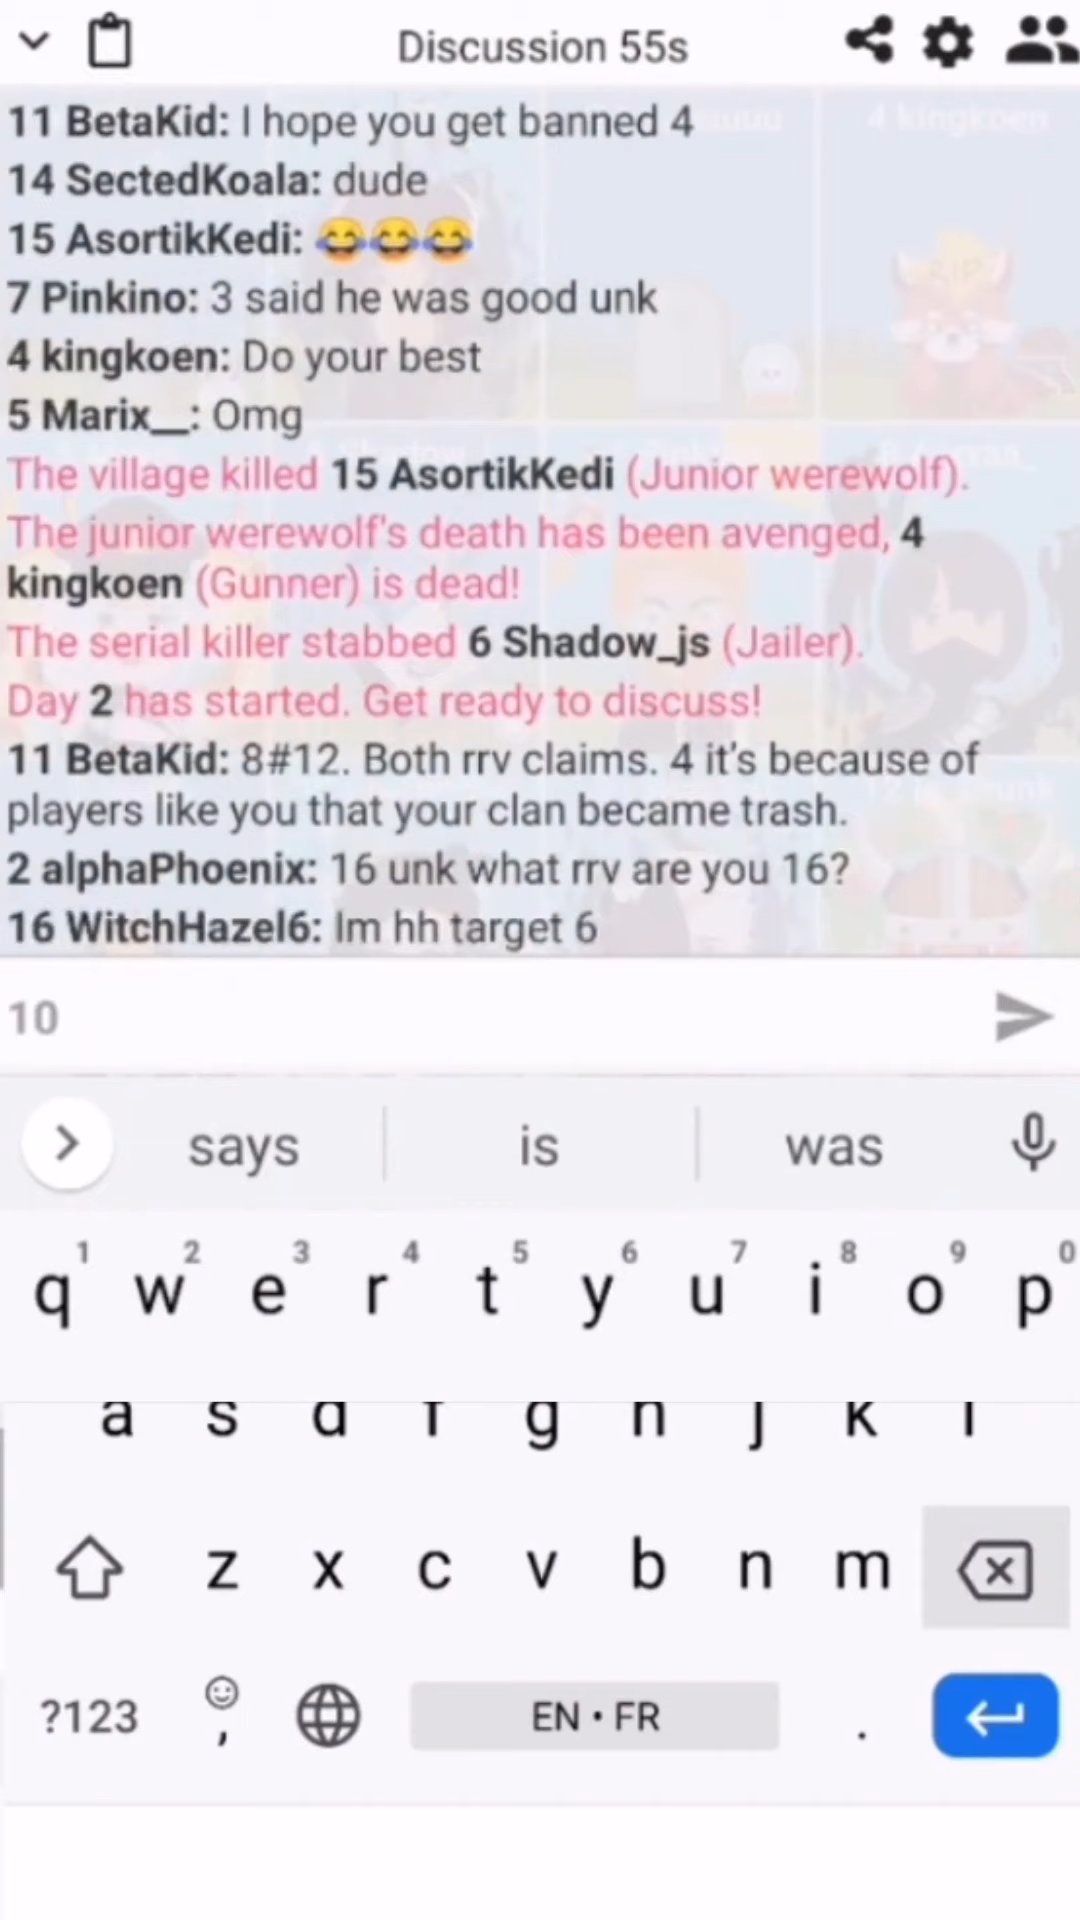 Discussion 55s
4 kingkoen
11 BetaKid: I hope you get banned 4
14 SectedKoala: dude
15 AsortikKedi: 😂😂😂
7 Pinkino: 3 said he was good unk
RIP
4 kingkoen: Do your best
5 Marix__: Omg
The village killed 15 AsortikKedi (Junior werewolf).
The junior werewolf's death has been avenged, 4
kingkoen (Gunner) is dead!
The serial killer stabbed 6 Shadow_js (Jailer).
Day 2 has started. Get ready to discuss!
11 BetaKid: 8#12. Both rrv claims. 4 it's because of
players like you that your clan became trash.
2 alphaPhoenix: 16 unk what rrv are you 16?
16 WitchHazel6: Im hh target 6
10
says is was
1 2 3 4 5 6 7 8 9 0
q w e r t y u i o p
a s d f g h j k l
z x c v b n m
?123 , EN • FR .